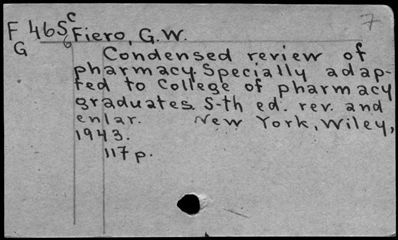 7
F 465 c Fiero, G.W.
G 6
Condensed review of
pharmacy. Specially adap-
ted to College of pharmacy
graduates. 5-th ed. rev. and
enlar. New York, Wiley,
1943.
117 p.